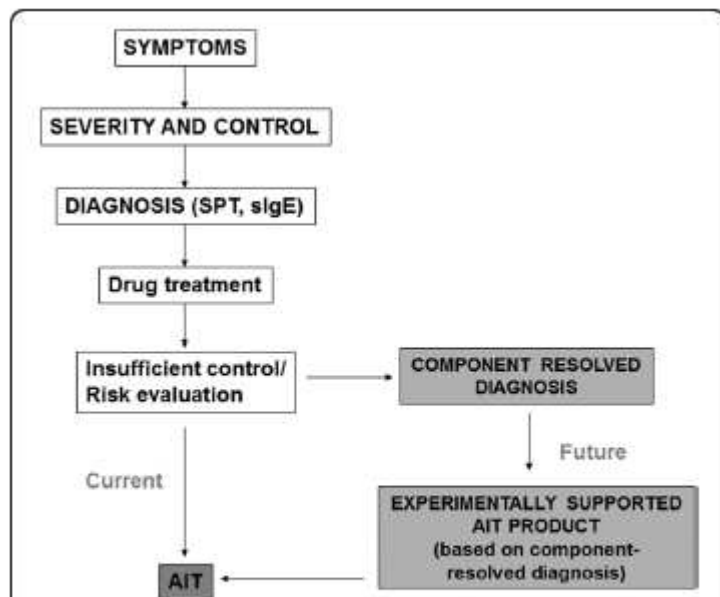 SYMPTOMS
SEVERITY AND CONTROL
DIAGNOSIS (SPT, sIgE)
Drug treatment
Insufficient control/
Risk evaluation
COMPONENT RESOLVED
DIAGNOSIS
Current
Future
EXPERIMENTALLY SUPPORTED
AIT PRODUCT
(based on component-
resolved diagnosis)
AIT